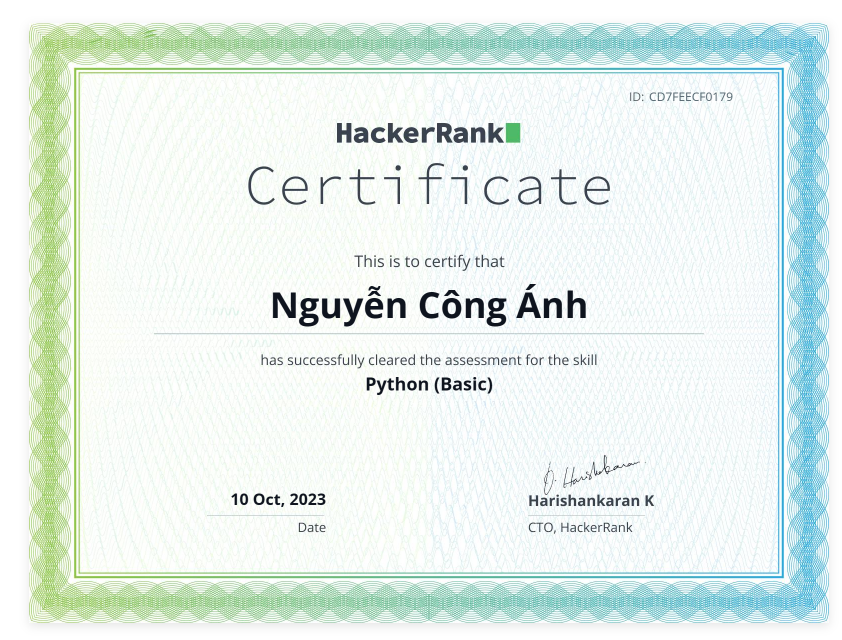 ID: CD7FEECF0179
HackerRank
Certificate
This is to certify that
Nguyễn Công Ánh
has successfully cleared the assessment for the skill
Python (Basic)
10 Oct, 2023
Date
Harishankaran K
CTO, HackerRank